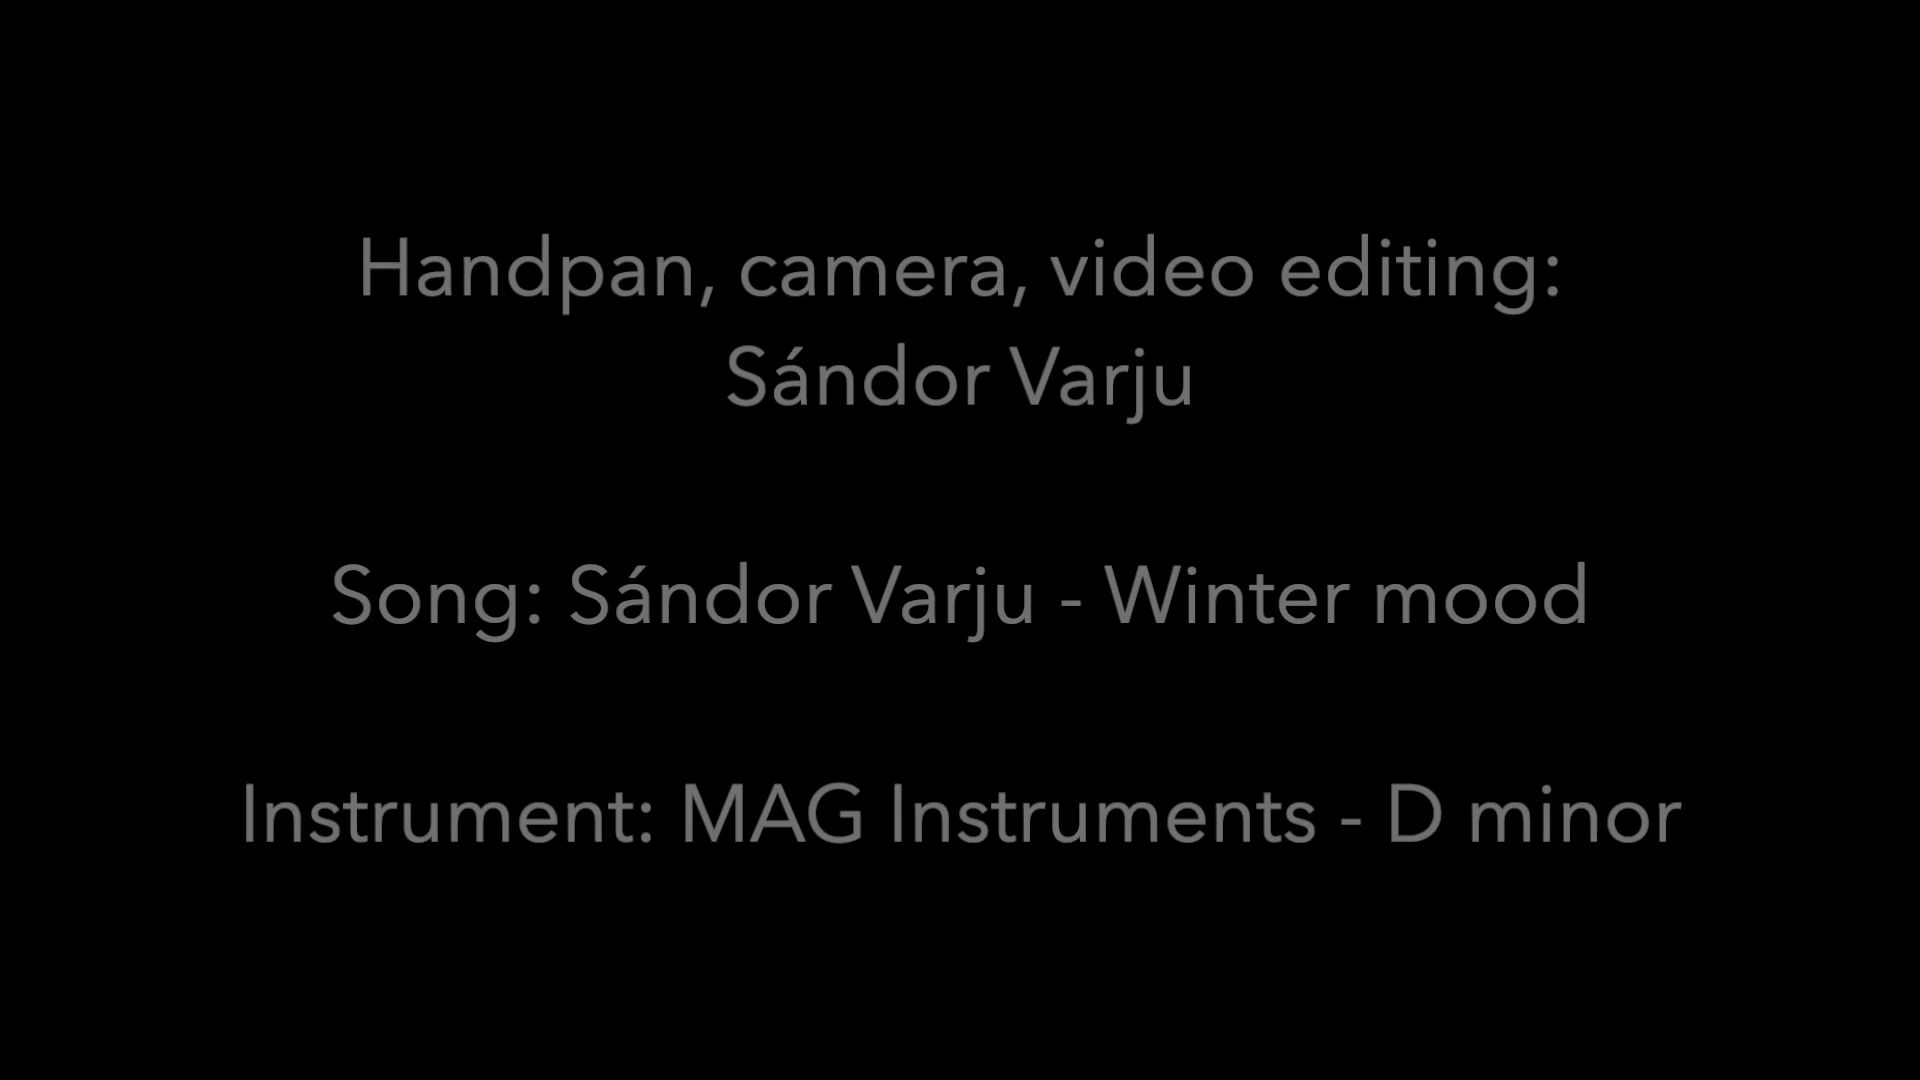 Handpan, camera, video editing:
Sándor Varju
Song: Sándor Varju - Winter mood
Instrument: MAG Instruments - D minor